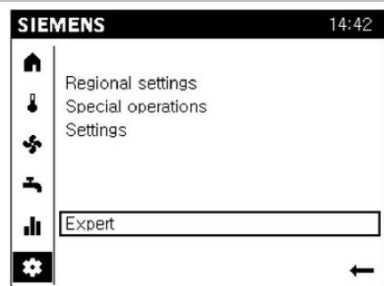 SIEMENS 14:42
Regional settings
Special operations
Settings
Expert